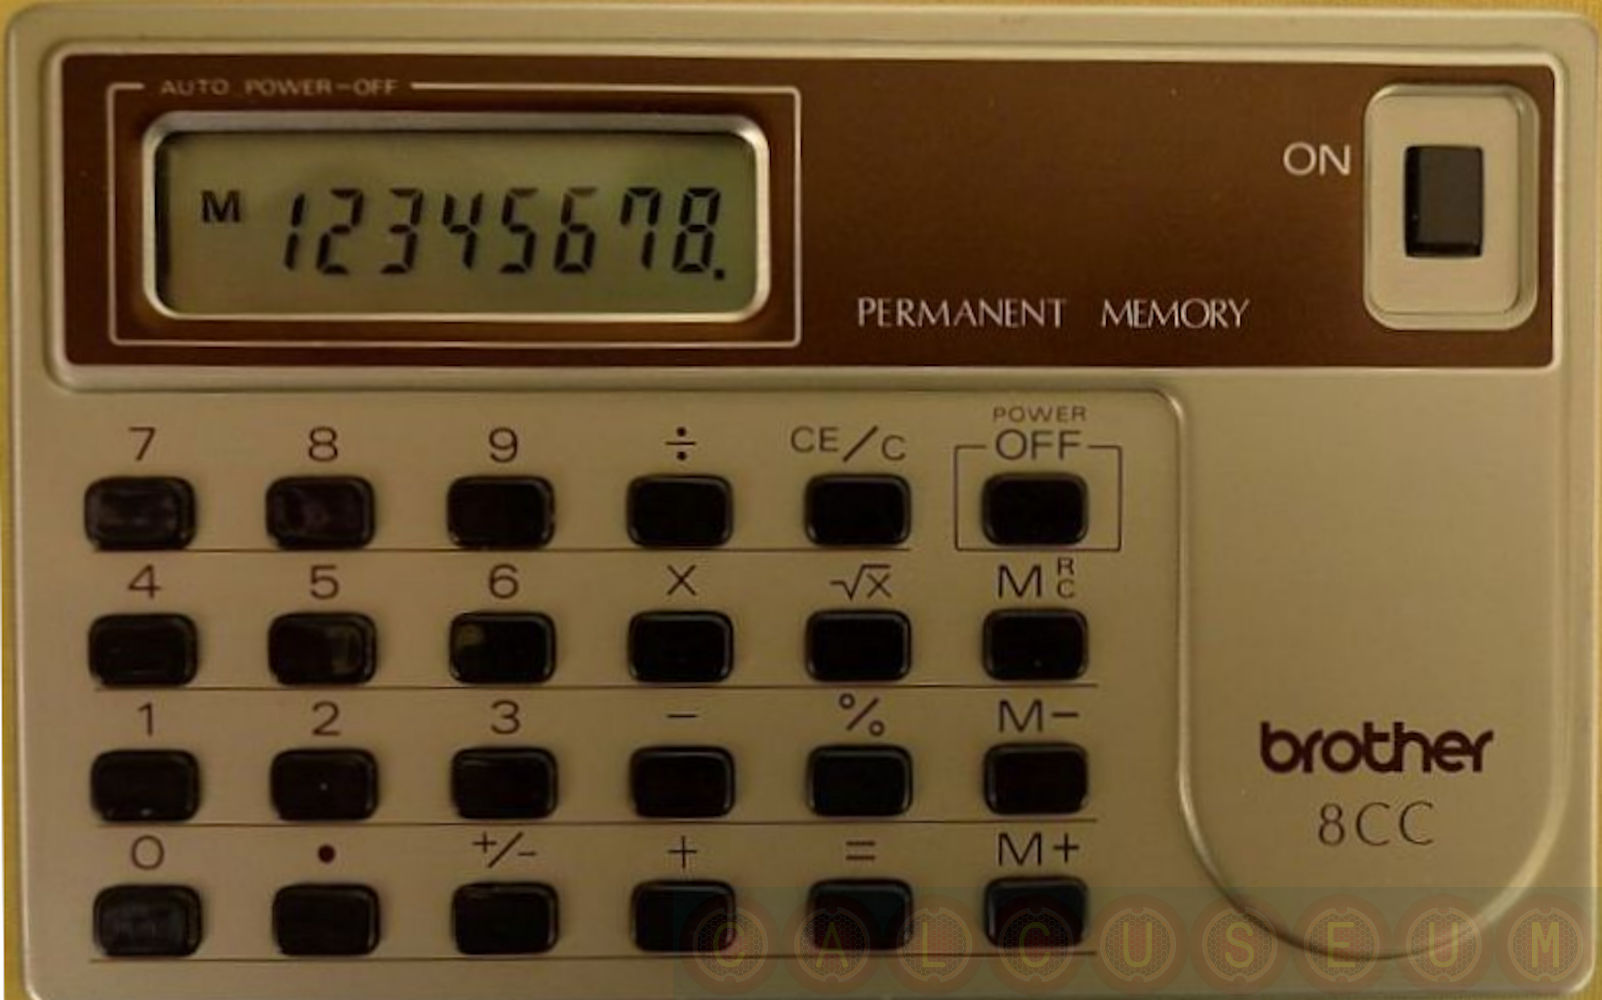 AUTO POWER-OFF
M 12345678.
ON
PERMANENT MEMORY
7 8 9 ÷ CE/C POWER OFF
4 5 6 X √x M R C
1 2 3 − % M−
0 • +/− + = M+
brother
8CC
CALCUSEUM